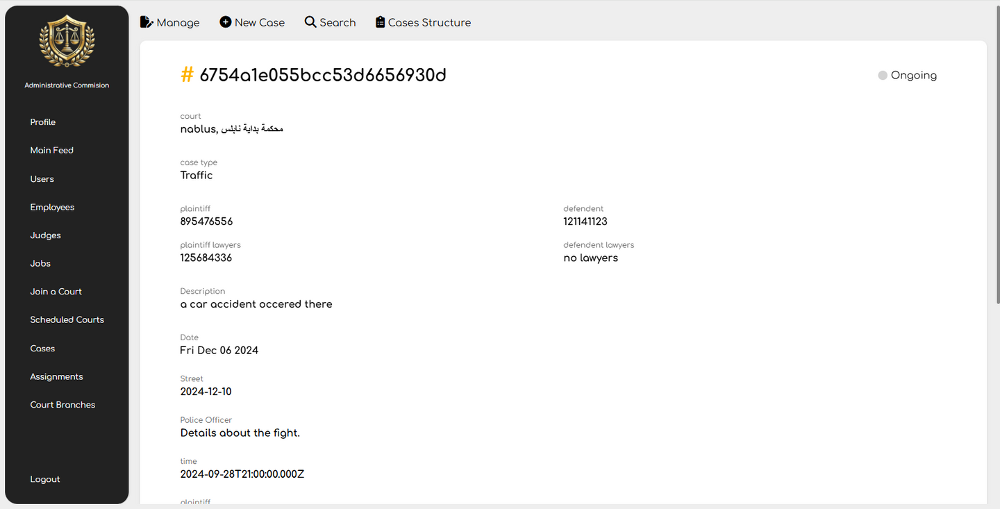 Administrative Commision
Profile
Main Feed
Users
Employees
Judges
Jobs
Join a Court
Scheduled Courts
Cases
Assignments
Court Branches
Logout
Manage New Case Search Cases Structure
# 6754a1e055bcc53d6656930d
Ongoing
court
nablus, محكمة بداية نابلس
case type
Traffic
plaintiff defendent
895476556 121141123
plaintiff lawyers defendent lawyers
125684336 no lawyers
Description
a car accident occered there
Date
Fri Dec 06 2024
Street
2024-12-10
Police Officer
Details about the fight.
time
2024-09-28T21:00:00.000Z
plaintiff